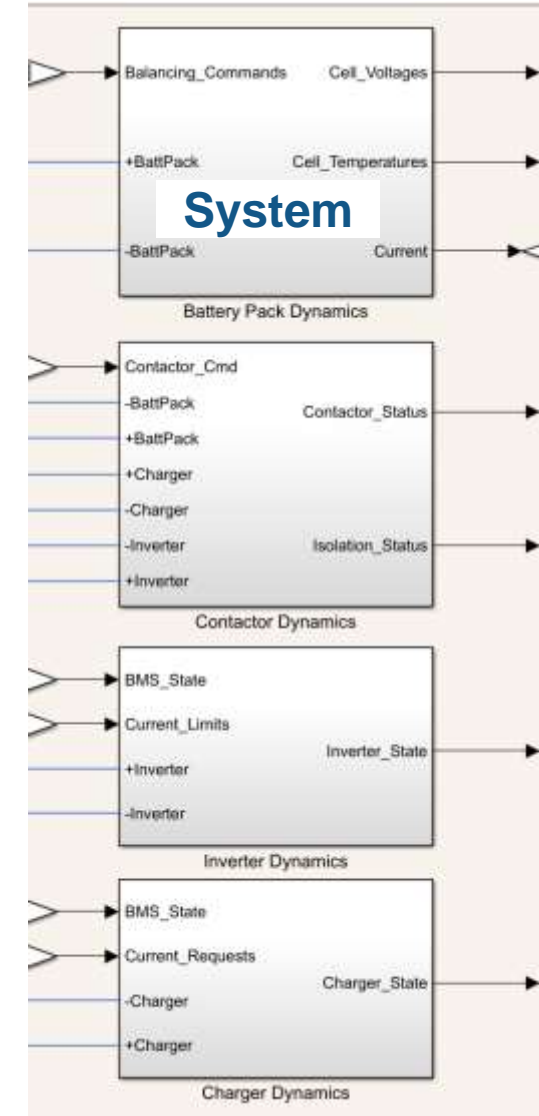 Balancing_Commands Cell_Voltages
+BattPack Cell_Temperatures
System
-BattPack Current
Battery Pack Dynamics
Contactor_Cmd
-BattPack Contactor_Status
+BattPack
+Charger
-Charger
-Inverter Isolation_Status
+Inverter
Contactor Dynamics
BMS_State
Current_Limits
Inverter_State
+Inverter
-Inverter
Inverter Dynamics
BMS_State
Current_Requests
Charger_State
-Charger
+Charger
Charger Dynamics